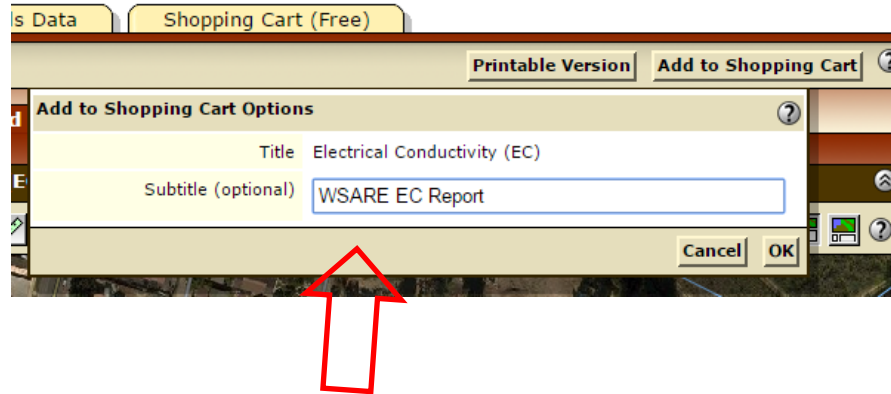 ls Data
Shopping Cart (Free)
Printable Version
Add to Shopping Cart
Add to Shopping Cart Options
Title Electrical Conductivity (EC)
Subtitle (optional) WSARE EC Report
Cancel OK